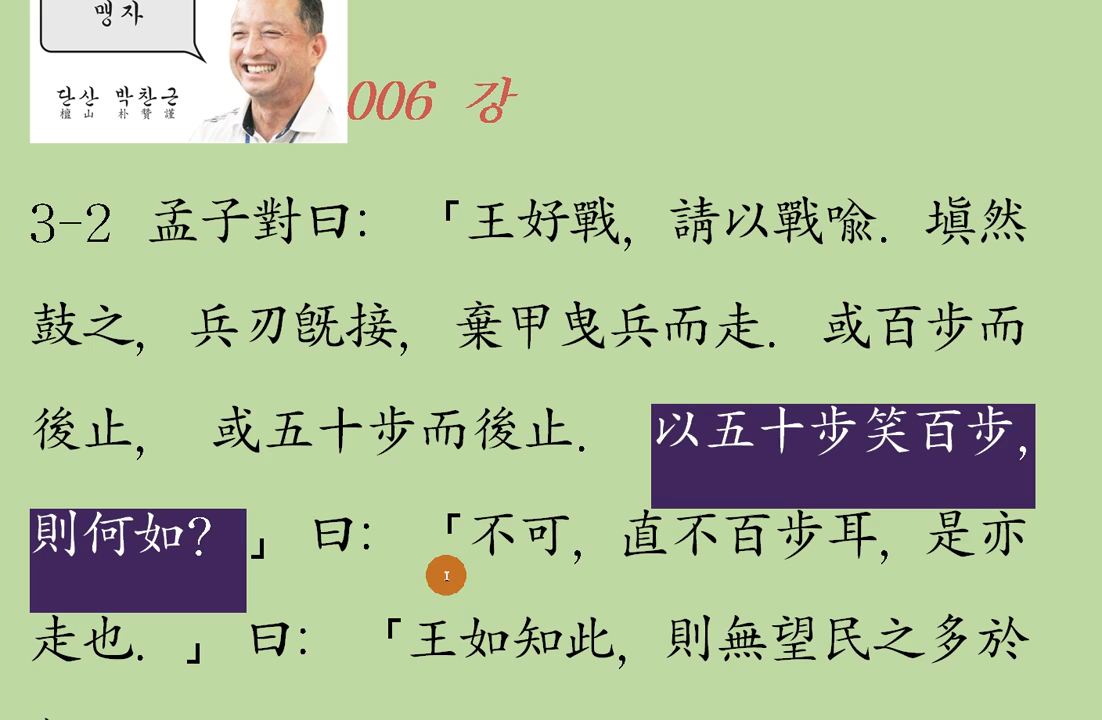 맹자
단산 박찬근
檀山 朴贊謹
006 강
3-2 孟子對曰: 「王好戰, 請以戰喩. 塡然
鼓之, 兵刃旣接, 棄甲曳兵而走. 或百步而
後止, 或五十步而後止. 以五十步笑百步,
則何如? 」 曰: 「不可, 直不百步耳, 是亦
走也. 」 曰: 「王如知此, 則無望民之多於